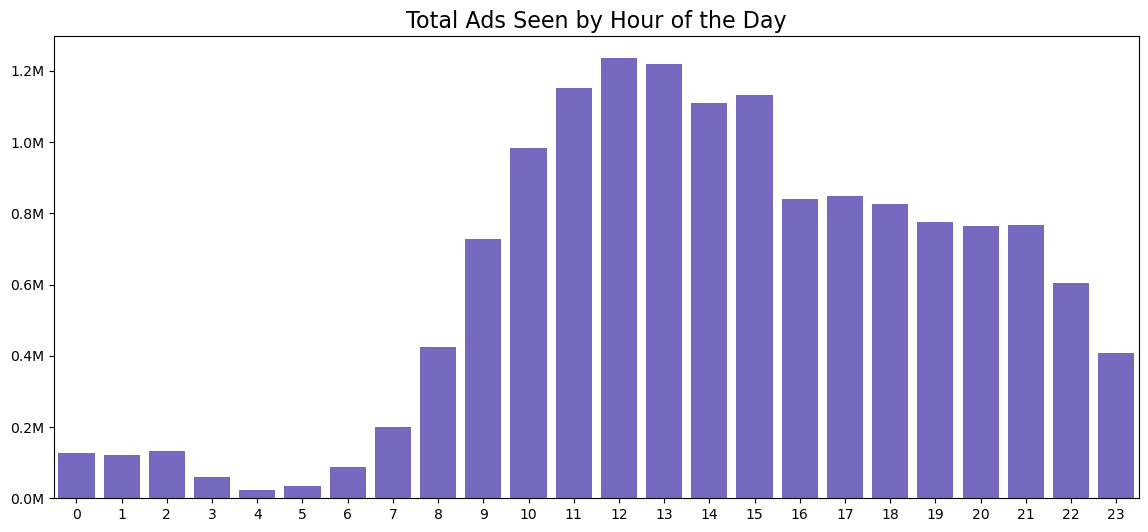 Total Ads Seen by Hour of the Day
1.2M
1.0M
0.8M
0.6M
0.4M
0.2M
0.0M
0 1 2 3 4 5 6 7 8 9 10 11 12 13 14 15 16 17 18 19 20 21 22 23